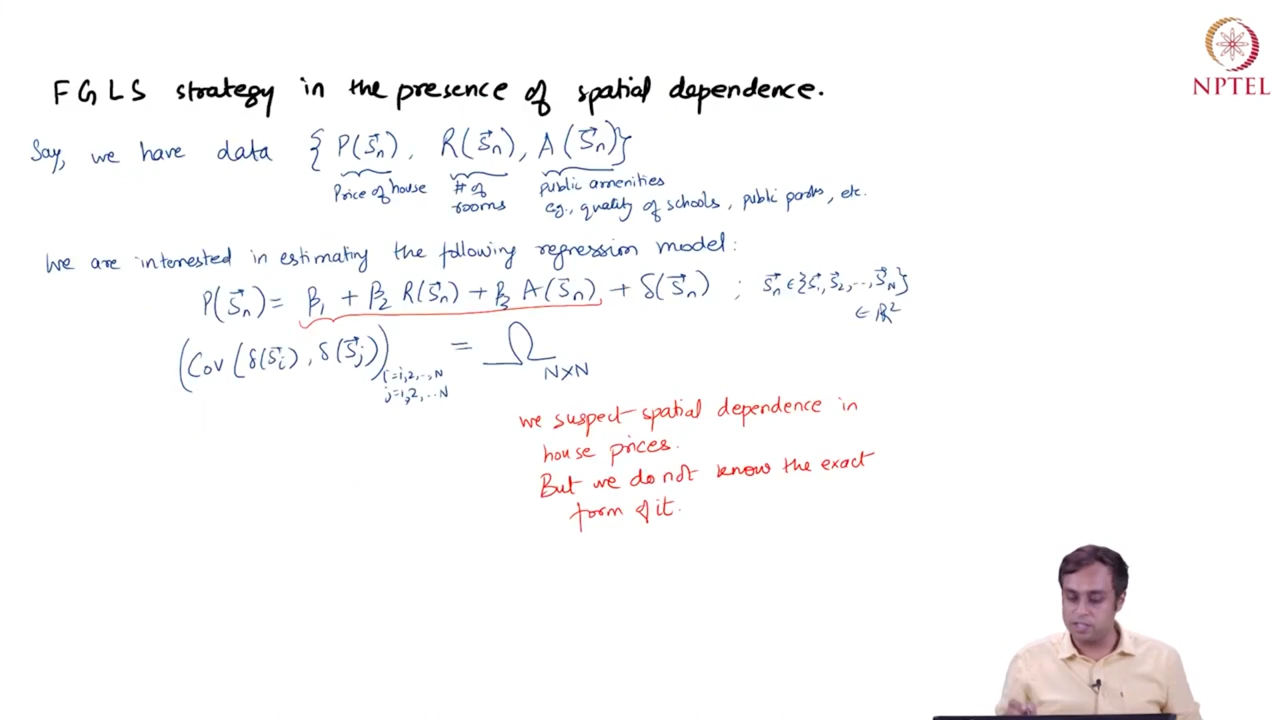 NPTEL
FGLS strategy in the presence of spatial dependence.
Say, we have data { P(s⃗n), R(s⃗n), A(s⃗n)}
Price of house # of rooms public amenities
e.g., quality of schools, public parks, etc.
We are interested in estimating the following regression model:
P(s⃗n) = β1 + β2 R(s⃗n) + β3 A(s⃗n) + δ(s⃗n) ; s⃗n ∈ {s⃗1, s⃗2, .., s⃗N}
∈ R²
(Cov(δ(s⃗i), δ(s⃗j))) i=1,2,..,N = Ω N×N
j=1,2,..N
we suspect spatial dependence in
house prices.
But we do not know the exact
form of it.